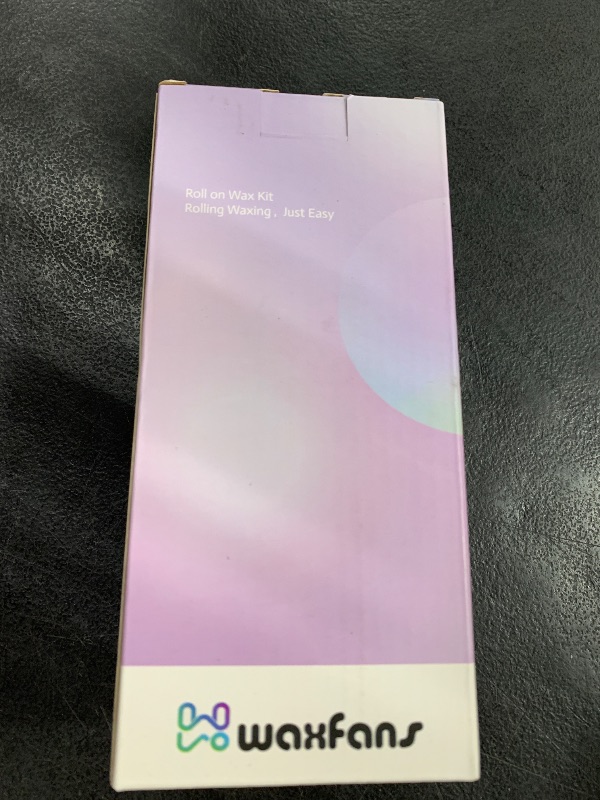 Roll on Wax Kit
Rolling Waxing, Just Easy
waxfans